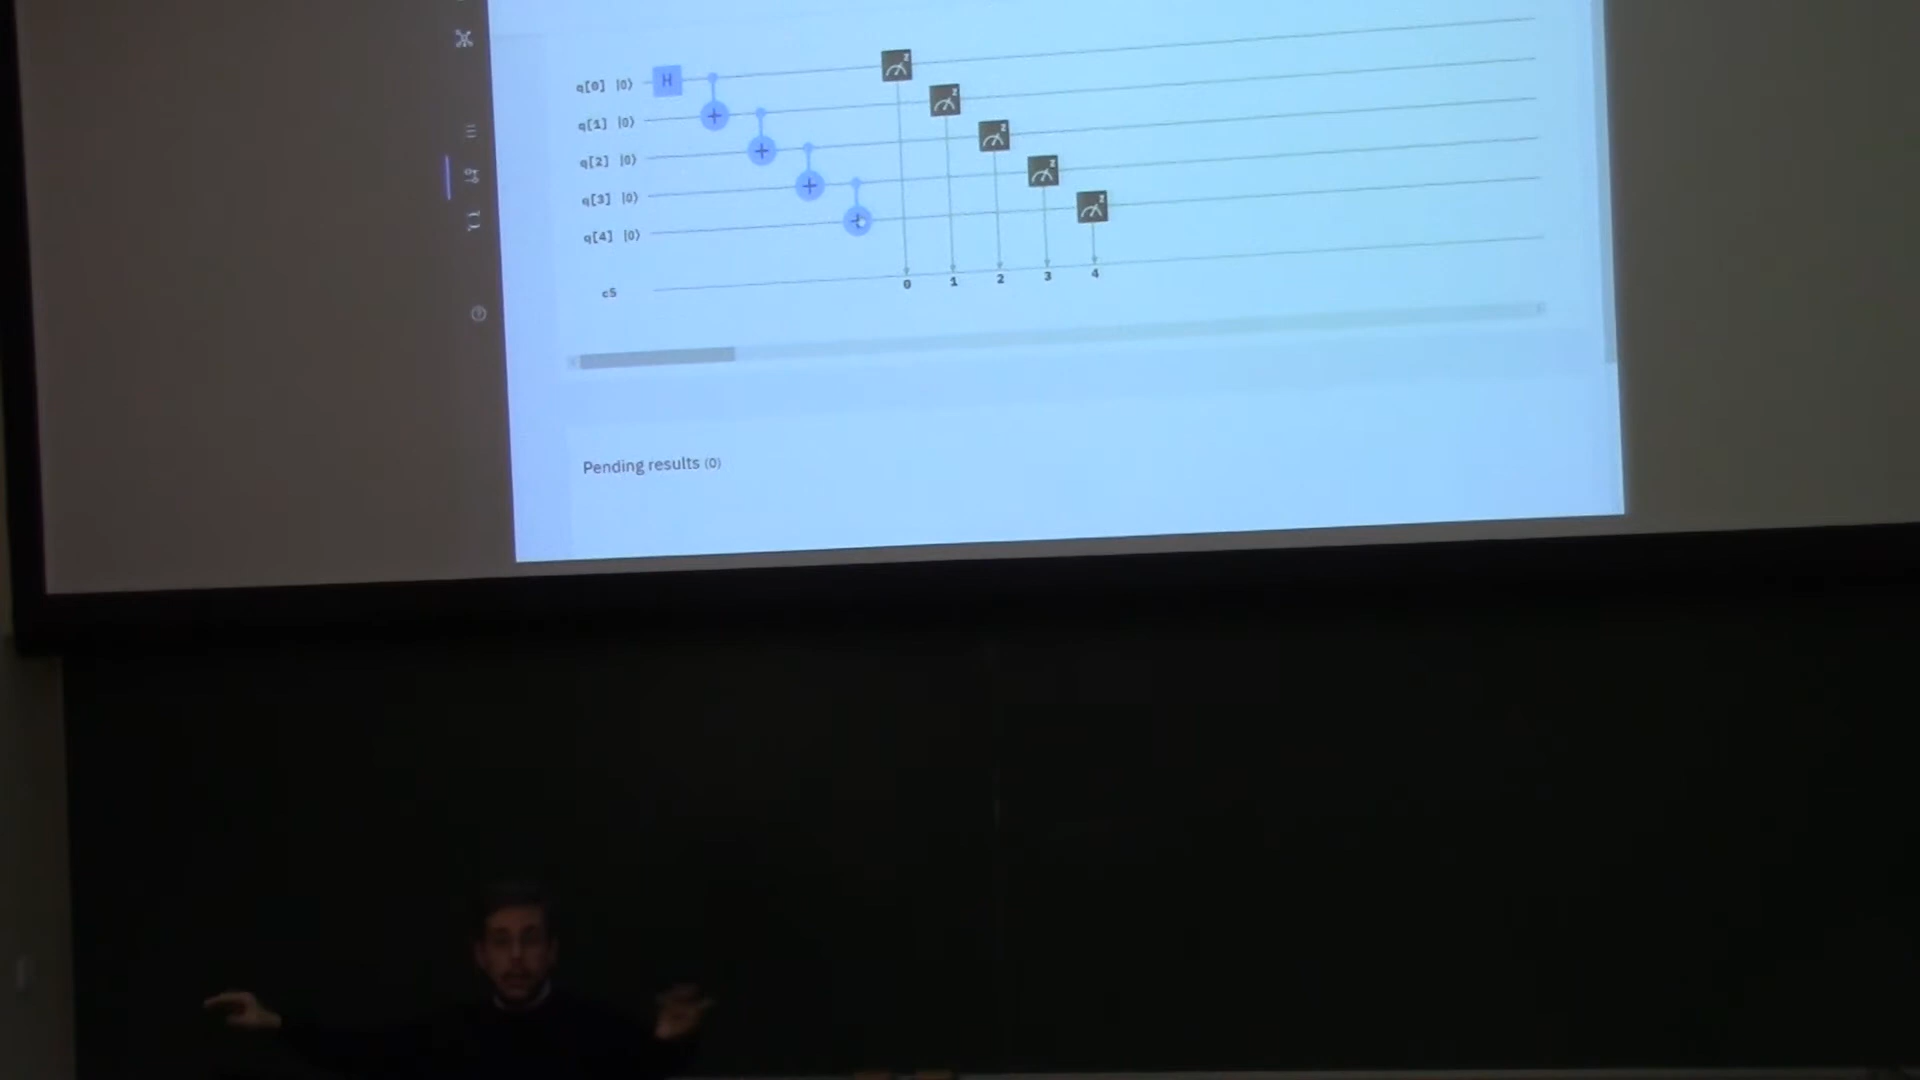 q[0] |0⟩ H
q[1] |0⟩
q[2] |0⟩
q[3] |0⟩
q[4] |0⟩
c5
0 1 2 3 4
z
z
z
z
z
Pending results (0)